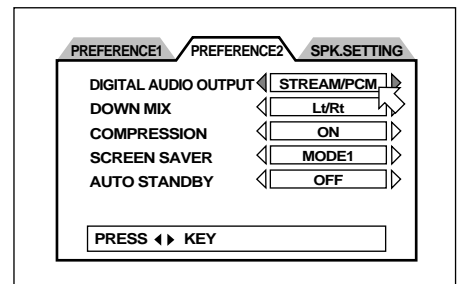 PREFERENCE1 PREFERENCE2 SPK.SETTING
DIGITAL AUDIO OUTPUT STREAM/PCM
DOWN MIX Lt/Rt
COMPRESSION ON
SCREEN SAVER MODE1
AUTO STANDBY OFF
PRESS KEY